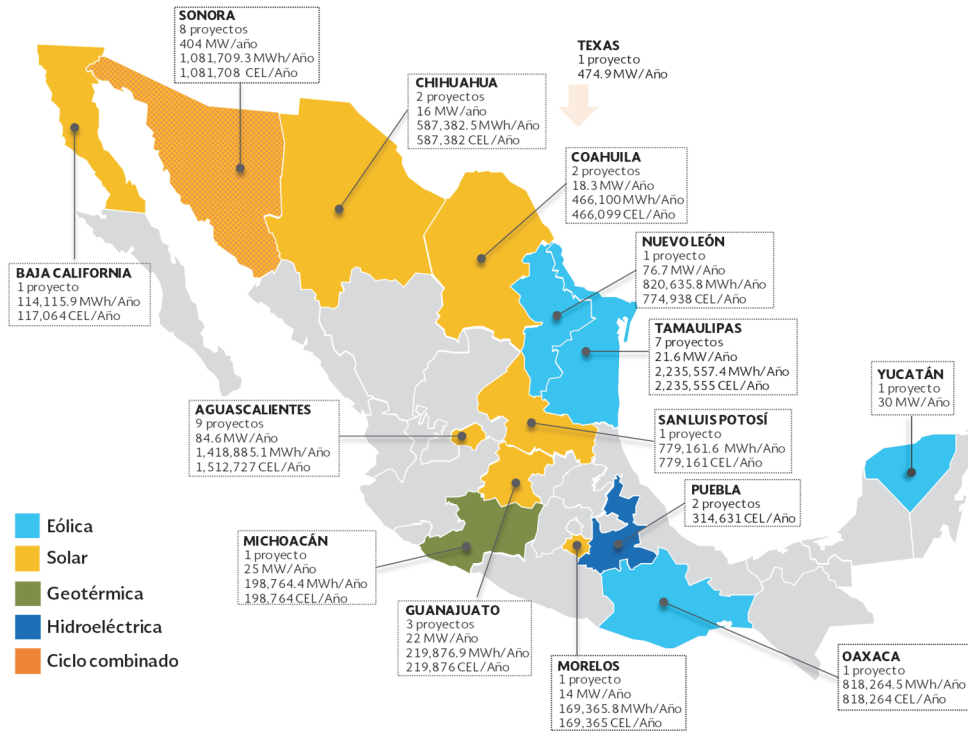 SONORA
8 proyectos
404 MW/año
1,081,709.3 MWh/Año
1,081,708 CEL/Año
TEXAS
1 proyecto
474.9 MW/Año
CHIHUAHUA
2 proyectos
16 MW/año
587,382.5 MWh/Año
587,382 CEL/Año
COAHUILA
2 proyectos
18.3 MW/Año
466,100 MWh/Año
466,099 CEL/Año
NUEVO LEÓN
1 proyecto
76.7 MW/Año
820,635.8 MWh/Año
774,938 CEL/Año
BAJA CALIFORNIA
1 proyecto
114,115.9 MWh/Año
117,064 CEL/Año
TAMAULIPAS
7 proyectos
21.6 MW/Año
2,235,557.4 MWh/Año
2,235,555 CEL/Año
YUCATÁN
1 proyecto
30 MW/Año
AGUASCALIENTES
9 proyectos
84.6 MW/Año
1,418,885.1 MWh/Año
1,512,727 CEL/Año
SAN LUIS POTOSÍ
1 proyecto
779,161.6 MWh/Año
779,161 CEL/Año
PUEBLA
2 proyectos
314,631 CEL/Año
Eólica
Solar
Geotérmica
Hidroeléctrica
Ciclo combinado
MICHOACÁN
1 proyecto
25 MW/Año
198,764.4 MWh/Año
198,764 CEL/Año
GUANAJUATO
3 proyectos
22 MW/Año
219,876.9 MWh/Año
219,876 CEL/Año
MORELOS
1 proyecto
14 MW/Año
169,365.8 MWh/Año
169,365 CEL/Año
OAXACA
1 proyecto
818,264.5 MWh/Año
818,264 CEL/Año